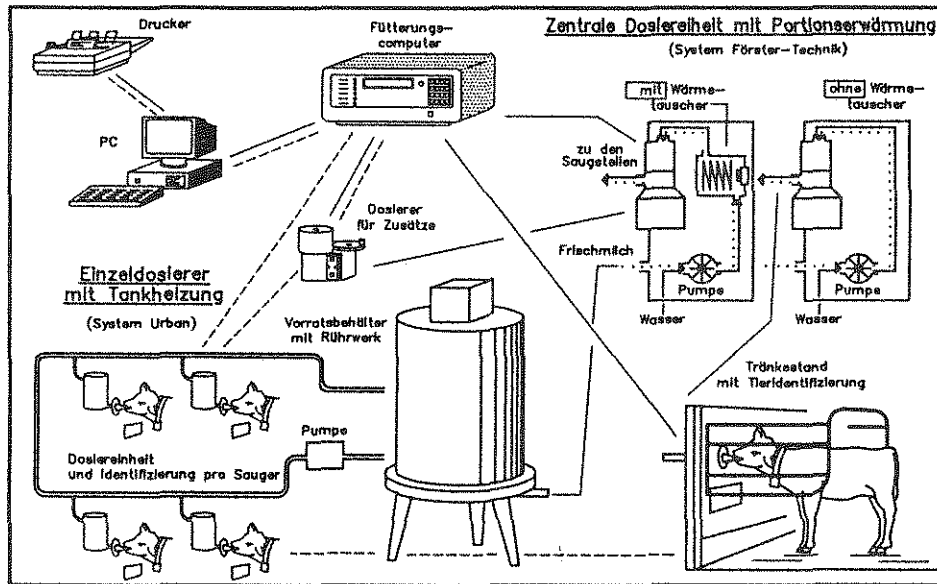 Drucker
Fütterungs-
computer
Zentrale Dosiereiheit mit Portionserwärmung
(System Förster-Technik)
PC
mit Wärme-
tauscher
ohne Wärme-
tauscher
zu den
Saugstellen
Dosierer
für Zusätze
Frischmilch
Pumpe
Pumpe
Wasser
Wasser
Einzeldosierer
mit Tankheizung
(System Urban)
Vorratsbehälter
mit Rührwerk
Tränkestand
mit Tieridentifizierung
Pumpe
Dosiereinheit
und Identifizierung pro Sauger